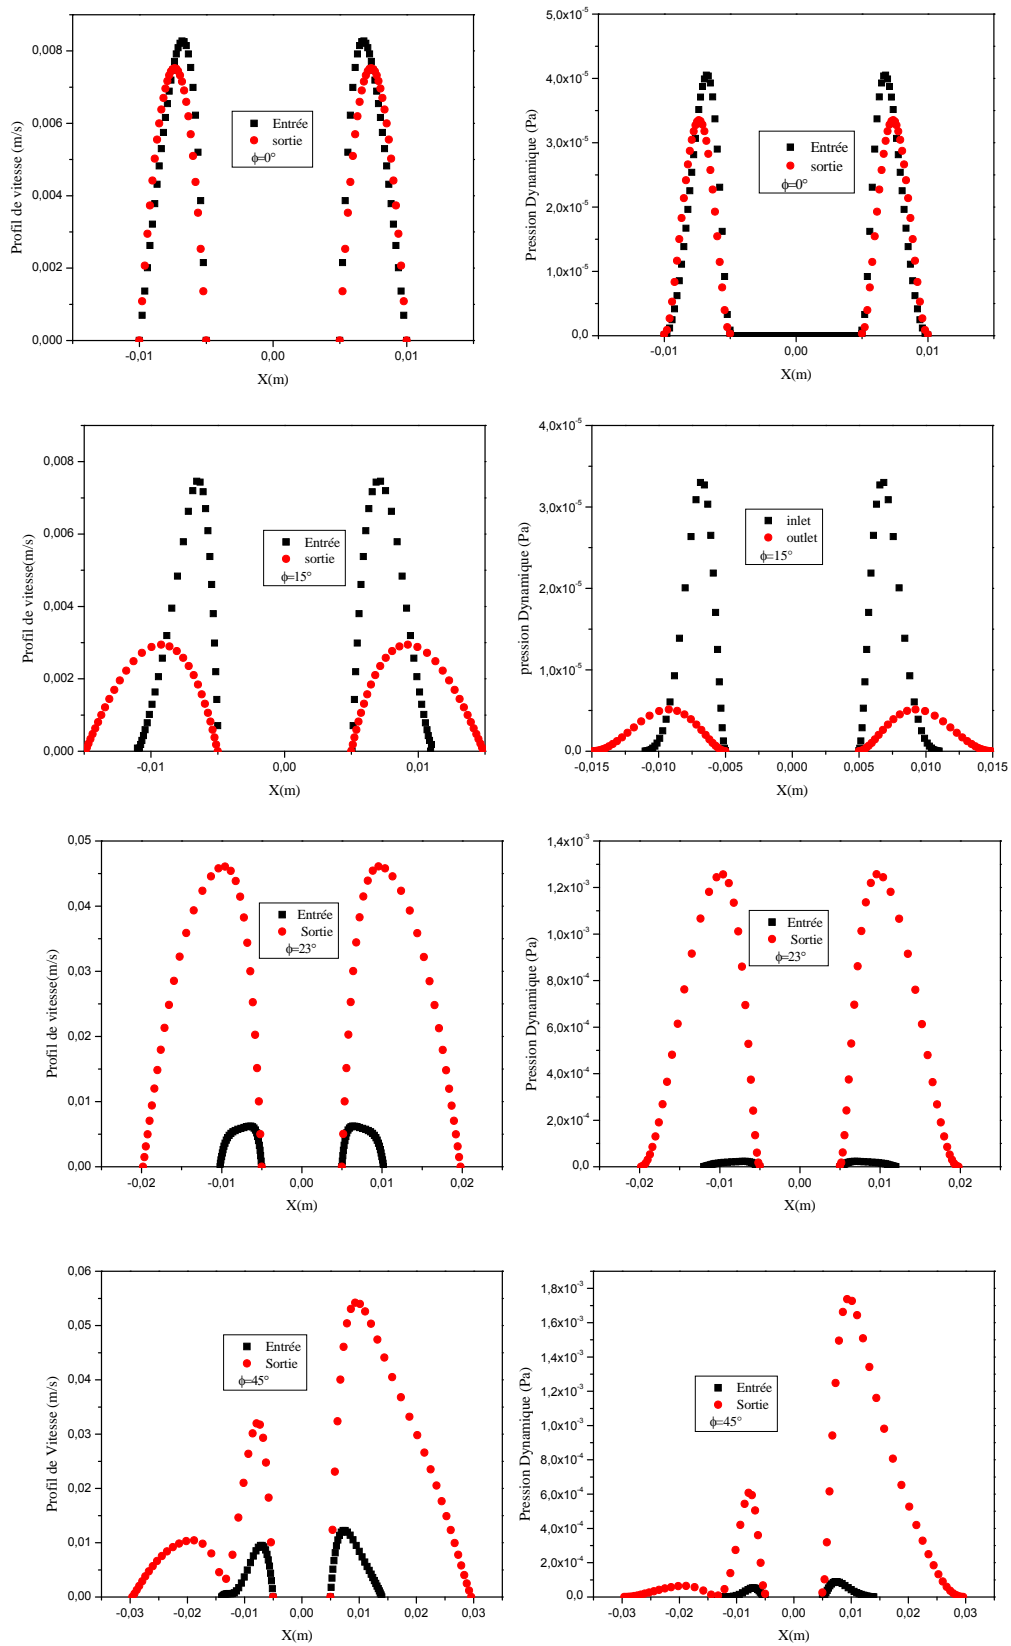 0,008
0,006
0,004
0,002
0,000
-0,01
0,00
0,01
Profil de vitesse (m/s)
X(m)
Entrée
sortie
ϕ=0°
5,0x10⁻⁵
4,0x10⁻⁵
3,0x10⁻⁵
2,0x10⁻⁵
1,0x10⁻⁵
0,0
-0,01
0,00
0,01
Pression Dynamique (Pa)
X(m)
Entrée
sortie
ϕ=0°
0,008
0,006
0,004
0,002
0,000
-0,01
0,00
0,01
Profil de vitesse(m/s)
X(m)
Entrée
sortie
ϕ=15°
4,0x10⁻⁵
3,0x10⁻⁵
2,0x10⁻⁵
1,0x10⁻⁵
0,0
-0,015
-0,010
-0,005
0,000
0,005
0,010
0,015
pression Dynamique (Pa)
X(m)
inlet
outlet
ϕ=15°
0,05
0,04
0,03
0,02
0,01
0,00
-0,02
-0,01
0,00
0,01
0,02
Profil de vitesse(m/s)
X(m)
Entrée
Sortie
ϕ=23°
1,4x10⁻³
1,2x10⁻³
1,0x10⁻³
8,0x10⁻⁴
6,0x10⁻⁴
4,0x10⁻⁴
2,0x10⁻⁴
0,0
-0,02
-0,01
0,00
0,01
0,02
Pression Dynamique (Pa)
X(m)
Entrée
Sortie
ϕ=23°
0,06
0,05
0,04
0,03
0,02
0,01
0,00
-0,03
-0,02
-0,01
0,00
0,01
0,02
0,03
Profil de Vitesse (m/s)
X(m)
Entrée
Sortie
ϕ=45°
1,8x10⁻³
1,6x10⁻³
1,4x10⁻³
1,2x10⁻³
1,0x10⁻³
8,0x10⁻⁴
6,0x10⁻⁴
4,0x10⁻⁴
2,0x10⁻⁴
0,0
-0,03
-0,02
-0,01
0,00
0,01
0,02
0,03
Pression Dynamique (Pa)
X(m)
Entrée
Sortie
ϕ=45°